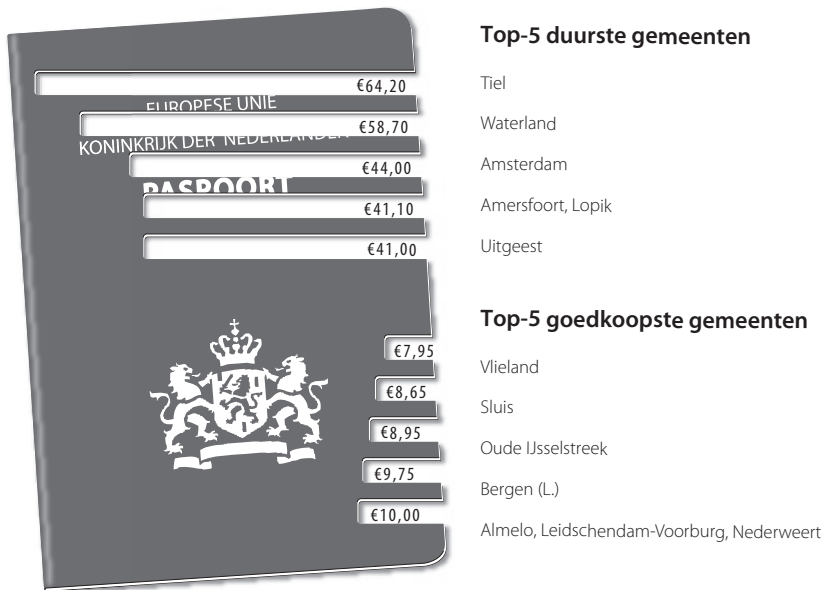 Top-5 duurste gemeenten
€64,20 Tiel
EUROPESE UNIE
€58,70 Waterland
KONINKRIJK DER NEDERLANDEN
€44,00 Amsterdam
PASPOORT
€41,10 Amersfoort, Lopik
€41,00 Uitgeest
Top-5 goedkoopste gemeenten
€7,95 Vlieland
€8,65 Sluis
€8,95 Oude IJsselstreek
€9,75 Bergen (L.)
€10,00 Almelo, Leidschendam-Voorburg, Nederweert